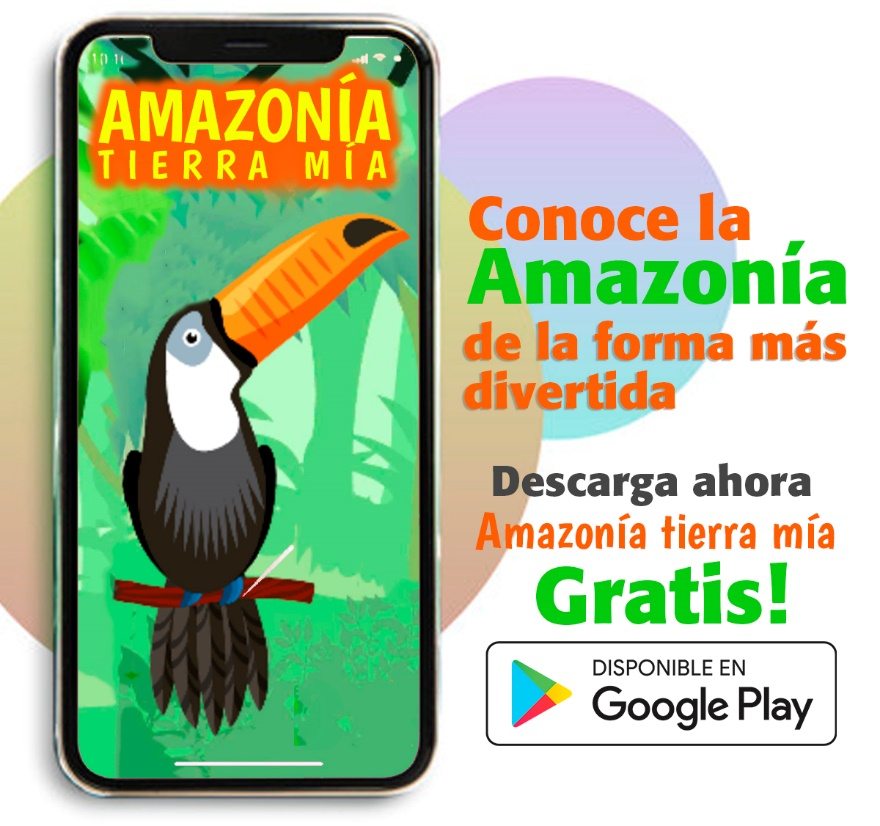 AMAZONÍA
TIERRA MÍA
Conoce la
Amazonía
de la forma más
divertida
Descarga ahora
Amazonía tierra mía
Gratis!
DISPONIBLE EN
Google Play